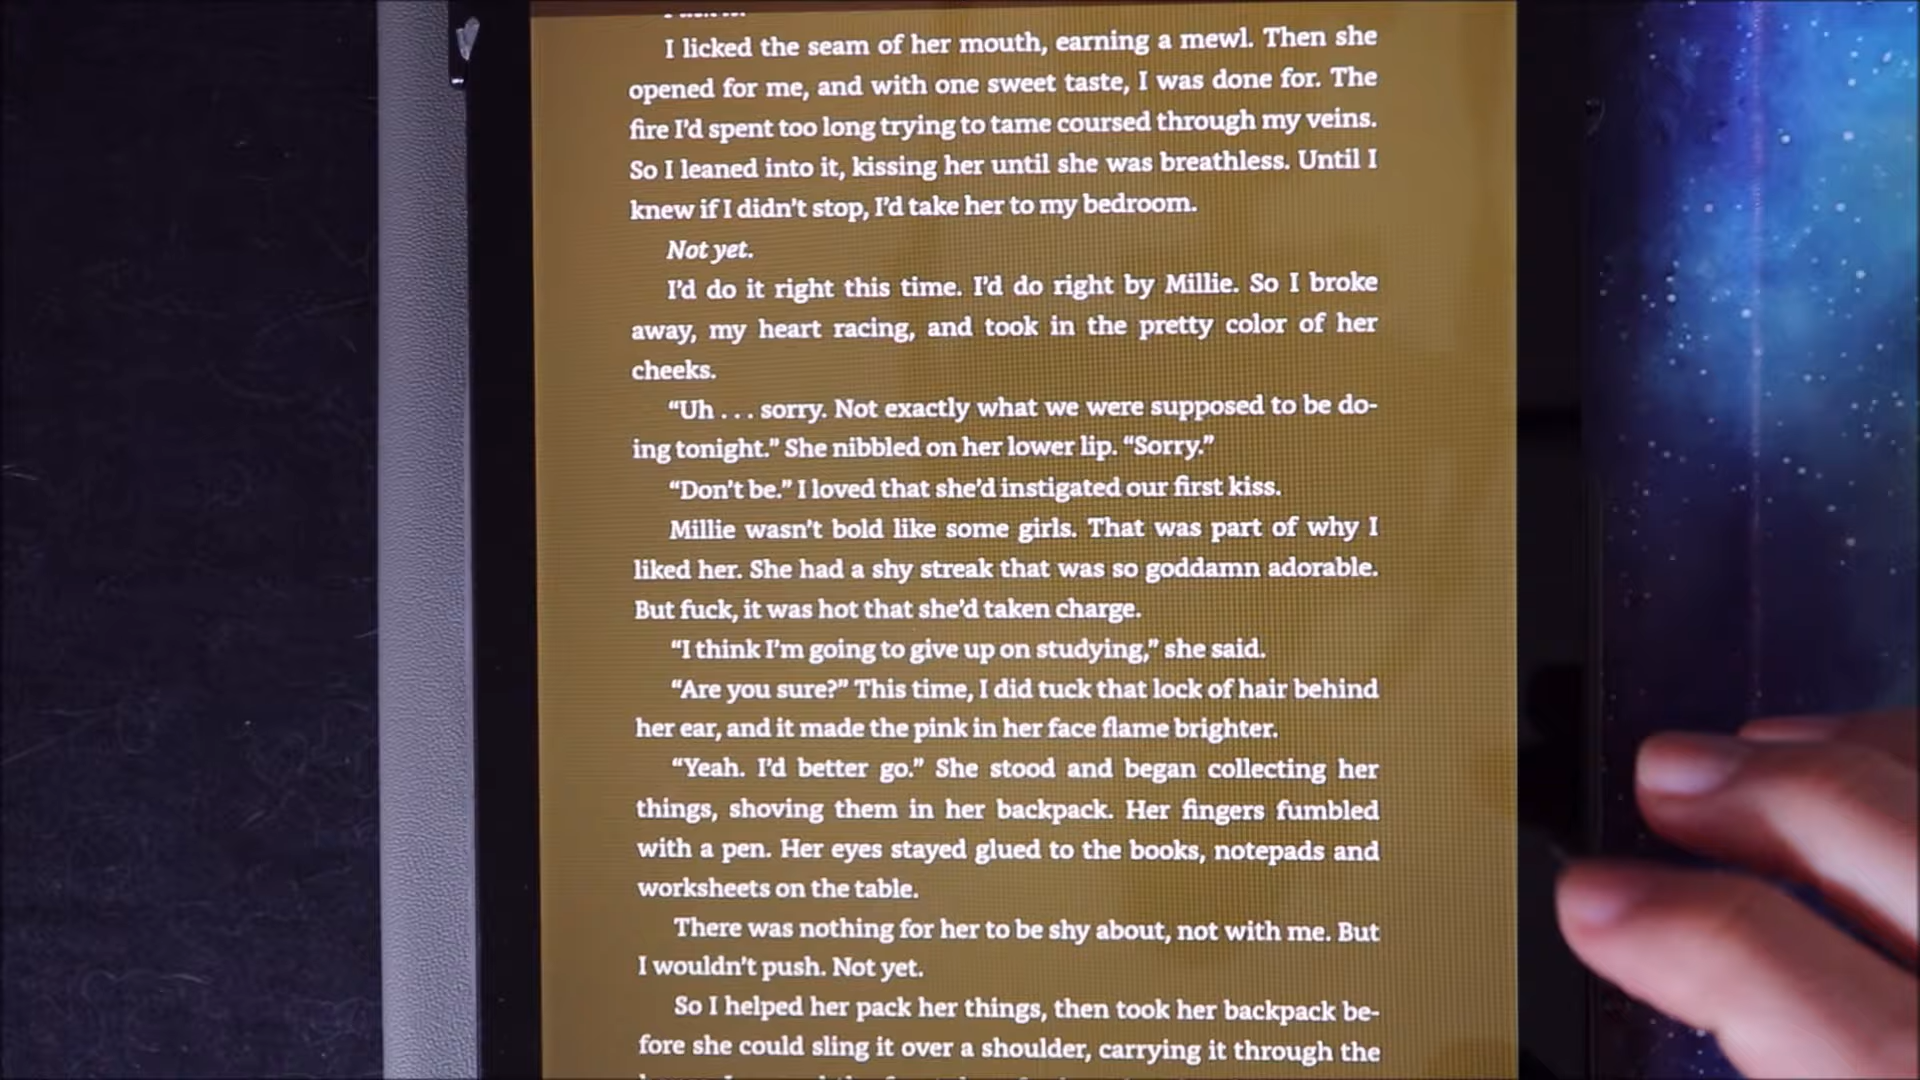 I licked the seam of her mouth, earning a mewl. Then she
opened for me, and with one sweet taste, I was done for. The
fire I’d spent too long trying to tame coursed through my veins.
So I leaned into it, kissing her until she was breathless. Until I
knew if I didn’t stop, I’d take her to my bedroom.
Not yet.
I’d do it right this time. I’d do right by Millie. So I broke
away, my heart racing, and took in the pretty color of her
cheeks.
“Uh . . . sorry. Not exactly what we were supposed to be do-
ing tonight.” She nibbled on her lower lip. “Sorry.”
“Don’t be.” I loved that she’d instigated our first kiss.
Millie wasn’t bold like some girls. That was part of why I
liked her. She had a shy streak that was so goddamn adorable.
But fuck, it was hot that she’d taken charge.
“I think I’m going to give up on studying,” she said.
“Are you sure?” This time, I did tuck that lock of hair behind
her ear, and it made the pink in her face flame brighter.
“Yeah. I’d better go.” She stood and began collecting her
things, shoving them in her backpack. Her fingers fumbled
with a pen. Her eyes stayed glued to the books, notepads and
worksheets on the table.
There was nothing for her to be shy about, not with me. But
I wouldn’t push. Not yet.
So I helped her pack her things, then took her backpack be-
fore she could sling it over a shoulder, carrying it through the